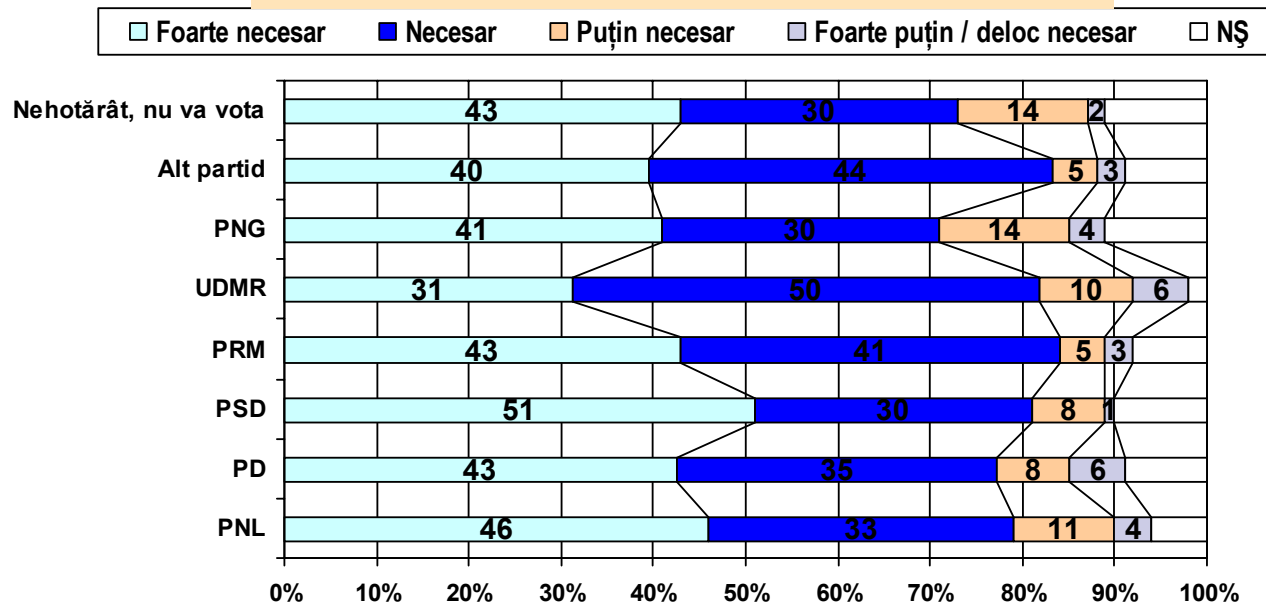 Foarte necesar Necesar Puţin necesar Foarte puţin / deloc necesar NŞ
Nehotărât, nu va vota 43 30 14 2
Alt partid 40 44 5 3
PNG 41 30 14 4
UDMR 31 50 10 6
PRM 43 41 5 3
PSD 51 30 8 1
PD 43 35 8 6
PNL 46 33 11 4
0% 10% 20% 30% 40% 50% 60% 70% 80% 90% 100%